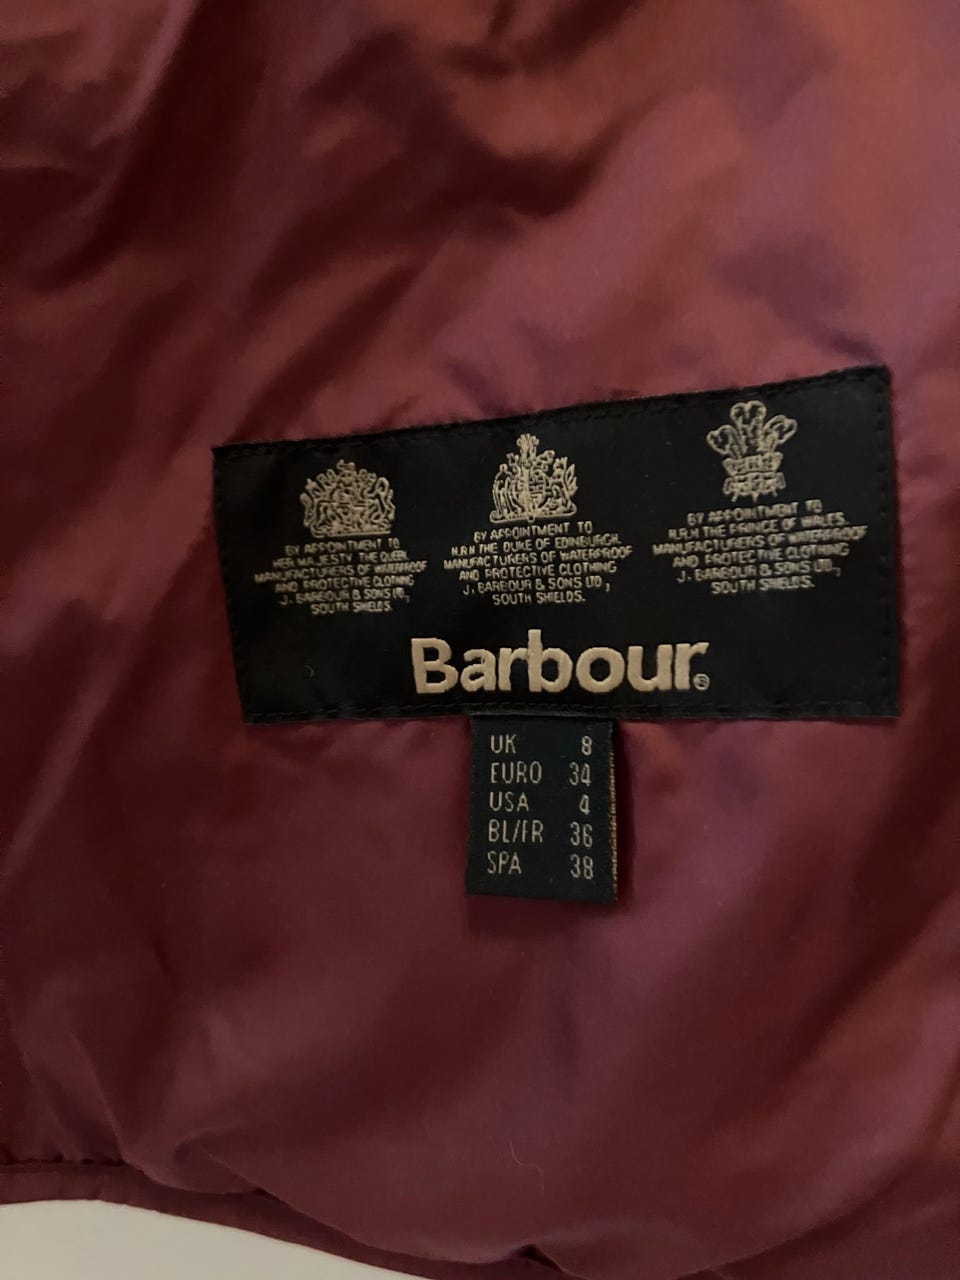 BY APPOINTMENT TO
HER MAJESTY THE QUEEN
MANUFACTURERS OF WATERPROOF
AND PROTECTIVE CLOTHING
J. BARBOUR & SONS LTD.,
SOUTH SHIELDS.
BY APPOINTMENT TO
H.R.H THE DUKE OF EDINBURGH.
MANUFACTURERS OF WATERPROOF
AND PROTECTIVE CLOTHING
J. BARBOUR & SONS LTD.,
SOUTH SHIELDS.
BY APPOINTMENT TO
H.R.H THE PRINCE OF WALES.
MANUFACTURERS OF WATERPROOF
AND PROTECTIVE CLOTHING
J. BARBOUR & SONS LTD.,
SOUTH SHIELDS.
Barbour®
UK 8
EURO 34
USA 4
BL/FR 36
SPA 38